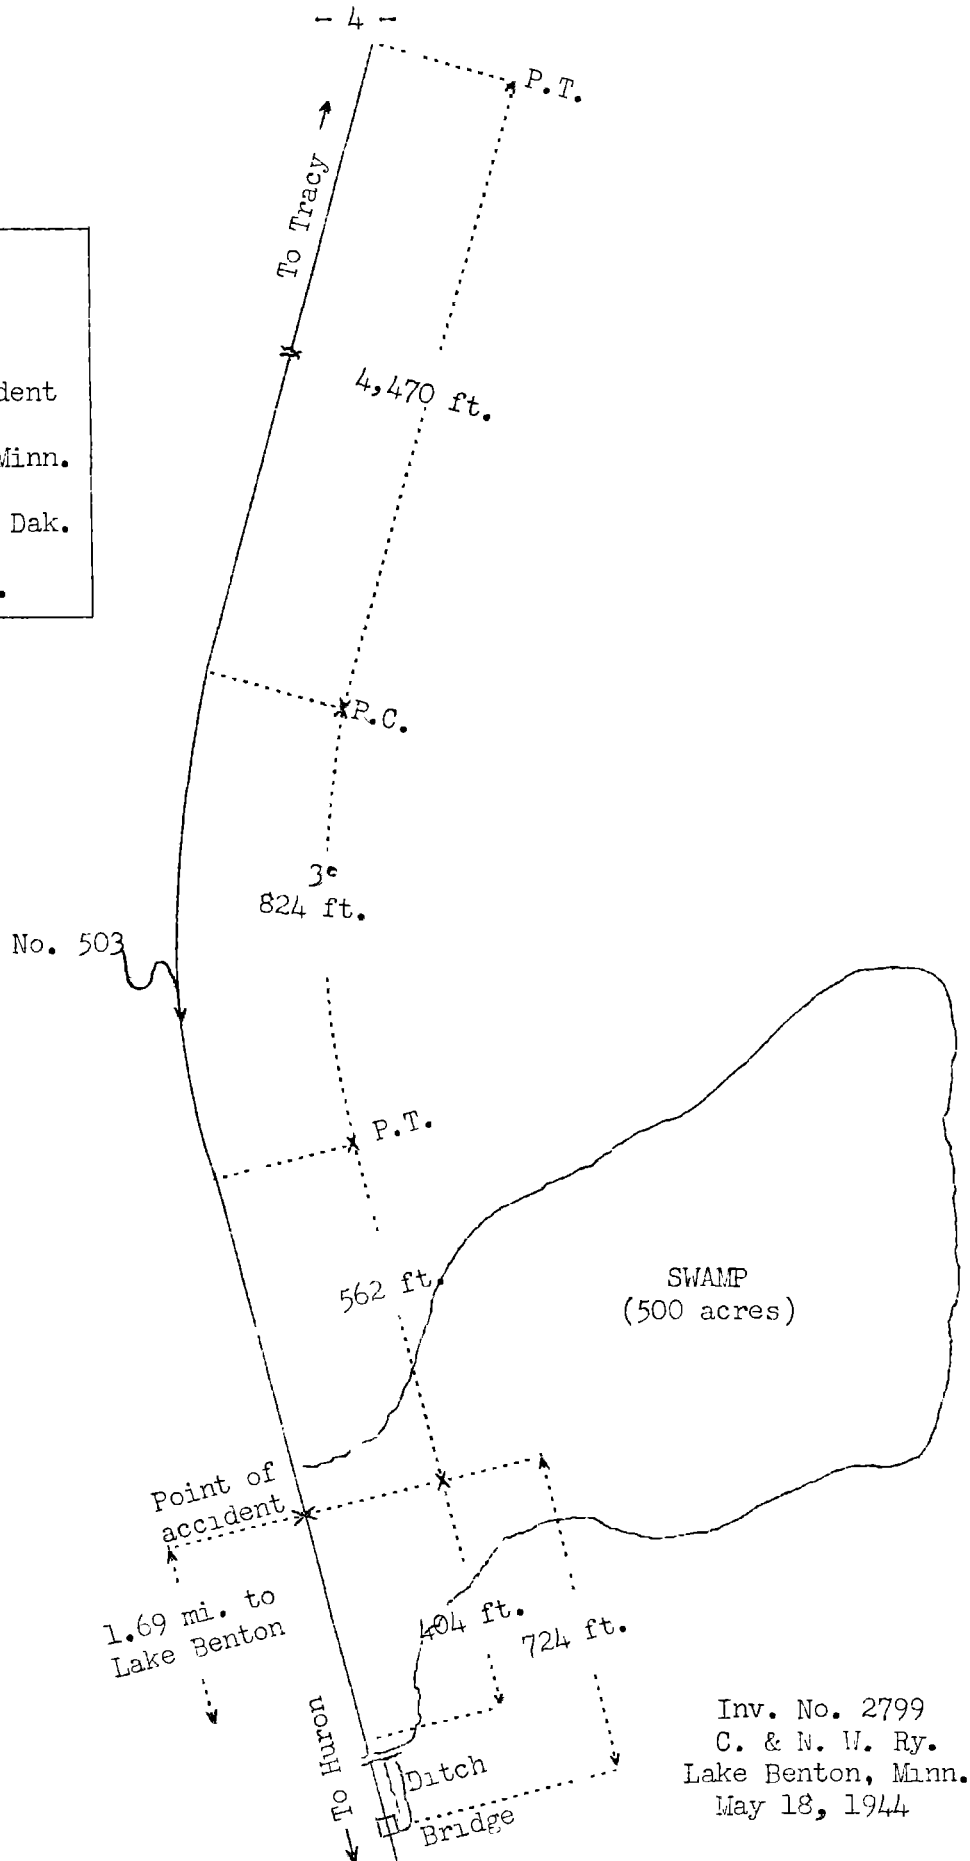 - 4 -
P.T.
To Tracy
4,470 ft.
dent
Minn.
Dak.
.
P.C.
3°
824 ft.
No. 503
P.T.
562 ft.
SWAMP
(500 acres)
Point of
accident
1.69 mi. to
Lake Benton
404 ft.
724 ft.
To Huron
Ditch
Bridge
Inv. No. 2799
C. & N. W. Ry.
Lake Benton, Minn.
May 18, 1944